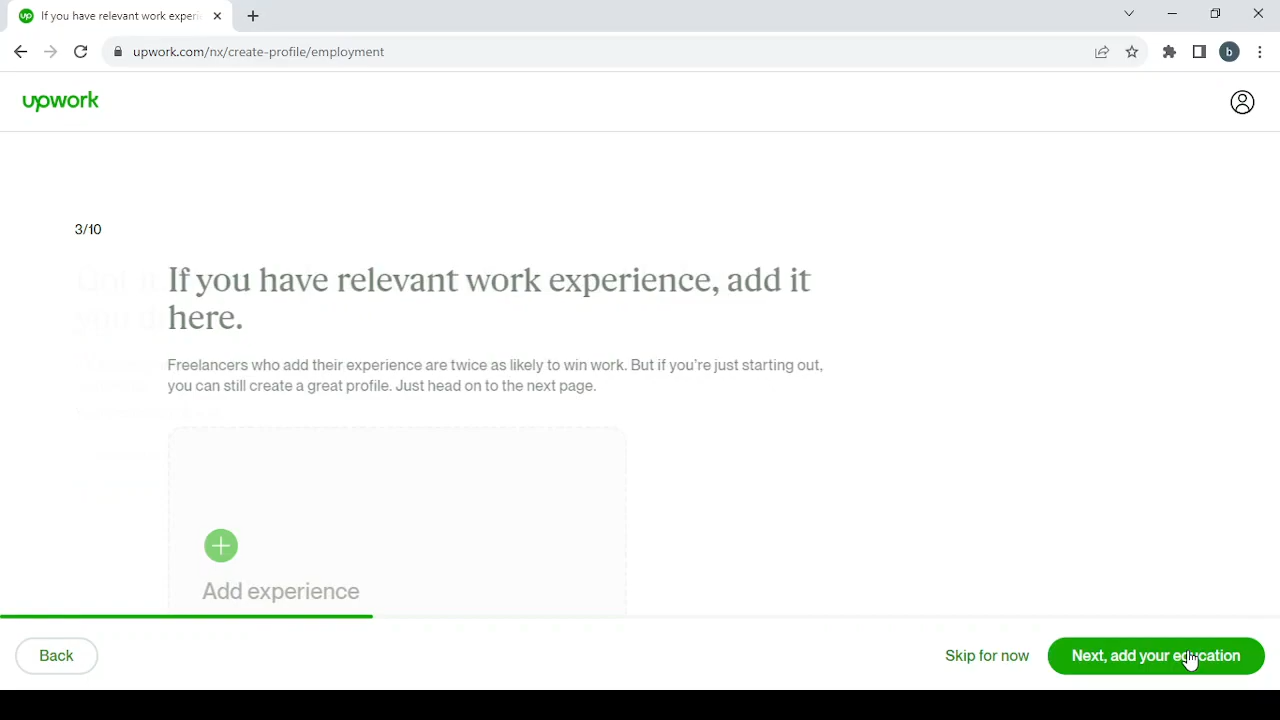 If you have relevant work experien
upwork.com/nx/create-profile/employment
b
upwork
3/10
If you have relevant work experience, add it
here.
Freelancers who add their experience are twice as likely to win work. But if you're just starting out,
you can still create a great profile. Just head on to the next page.
Add experience
Back
Skip for now
Next, add your education